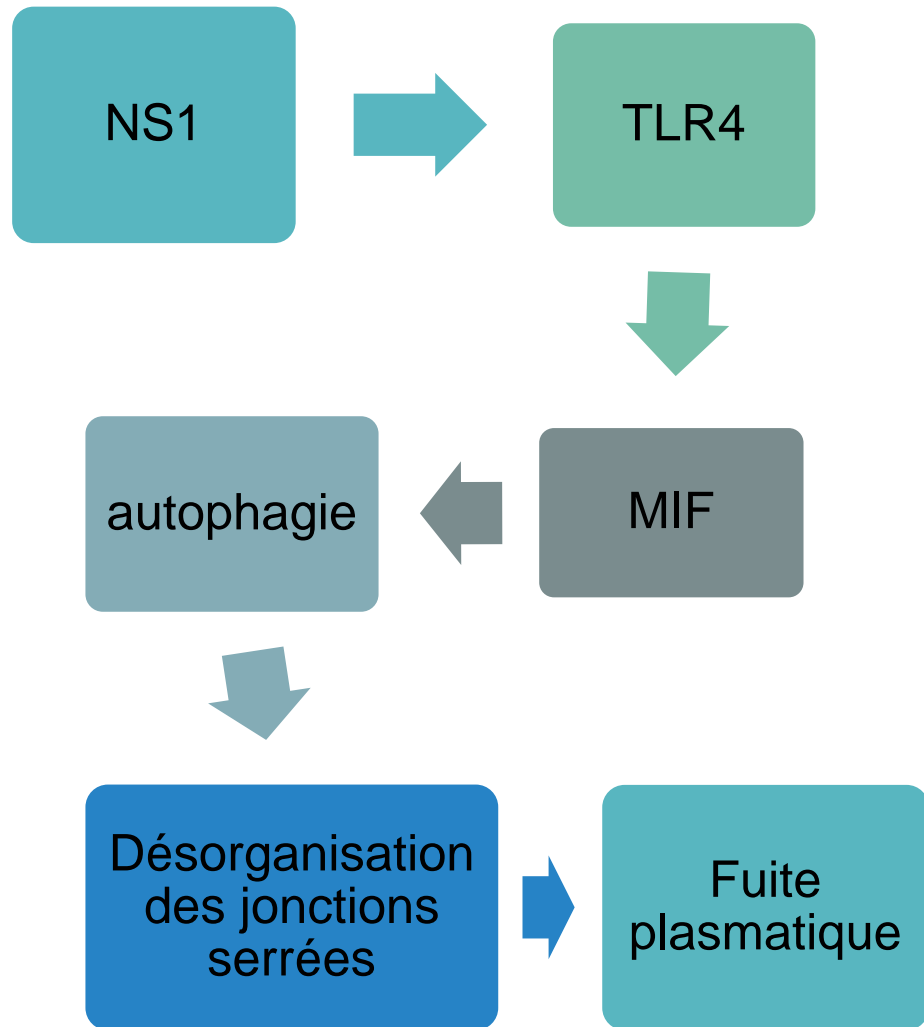 NS1
TLR4
MIF
autophagie
Désorganisation
des jonctions
serrées
Fuite
plasmatique